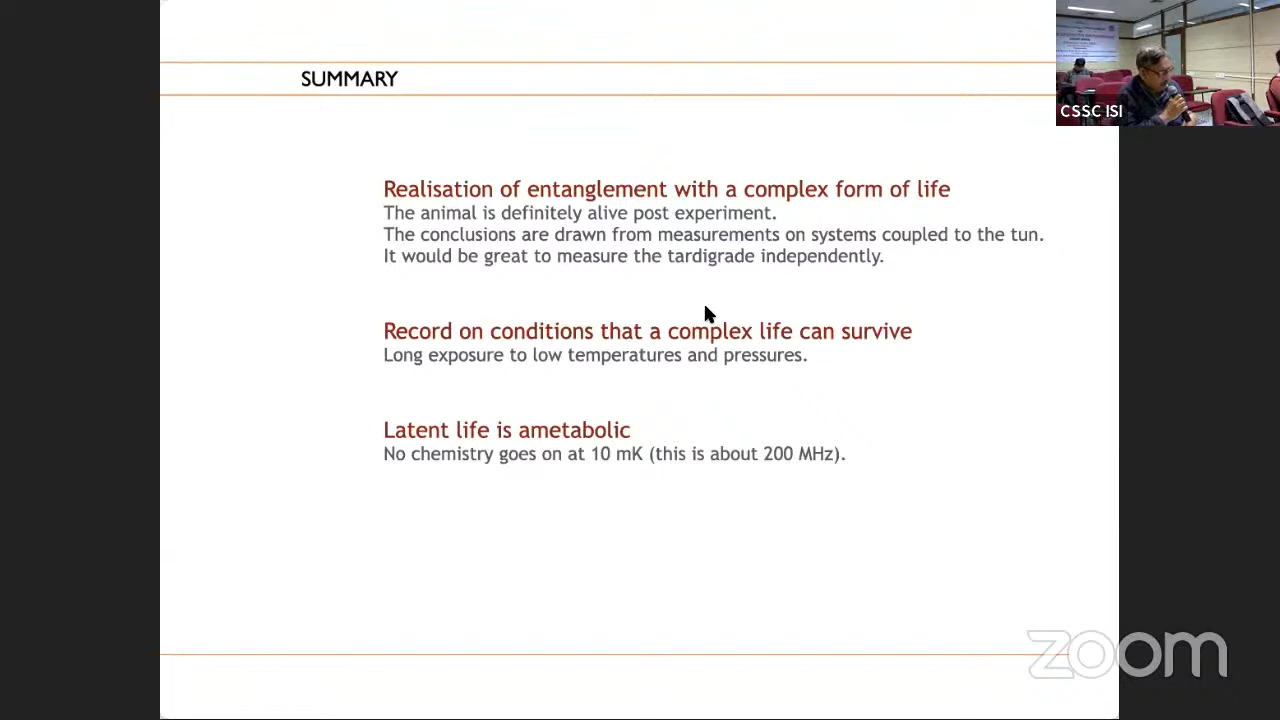 SUMMARY
CSSC ISI
Realisation of entanglement with a complex form of life
The animal is definitely alive post experiment.
The conclusions are drawn from measurements on systems coupled to the tun.
It would be great to measure the tardigrade independently.
Record on conditions that a complex life can survive
Long exposure to low temperatures and pressures.
Latent life is ametabolic
No chemistry goes on at 10 mK (this is about 200 MHz).
zoom